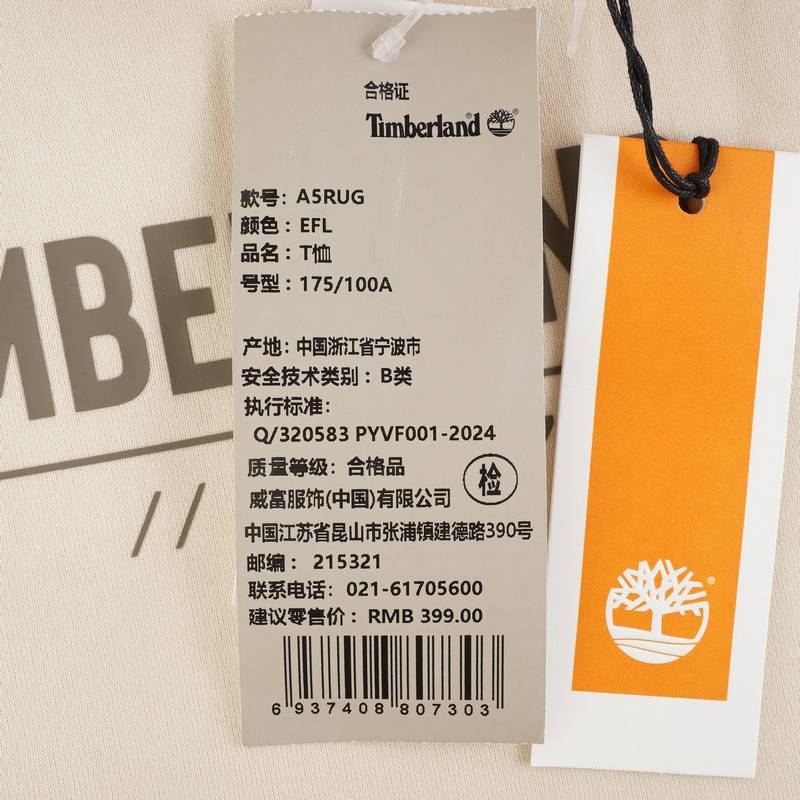 合格证
Timberland®
款号: A5RUG
颜色: EFL
品名: T恤
号型: 175/100A
产地: 中国浙江省宁波市
安全技术类别: B类
执行标准:
Q/320583 PYVF001-2024
质量等级: 合格品
检
威富服饰(中国)有限公司
中国江苏省昆山市张浦镇建德路390号
邮编: 215321
联系电话: 021-61705600
建议零售价: RMB 399.00
6 937408 807303
MBE
//
®